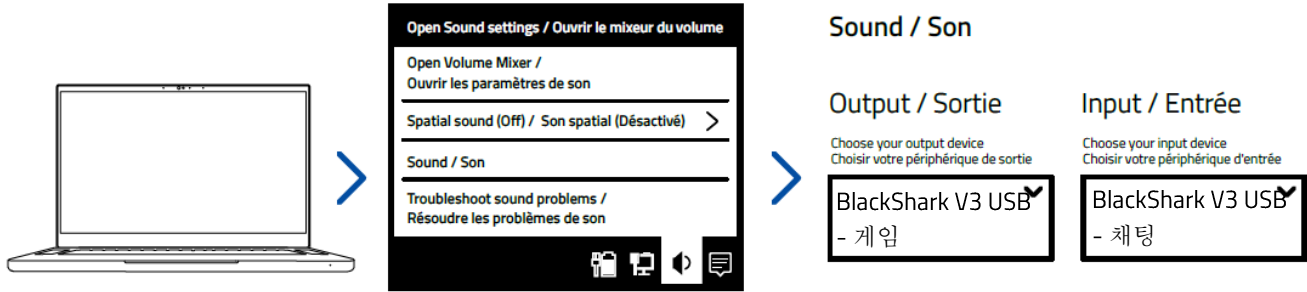 Open Sound settings / Ouvrir le mixeur du volume
Open Volume Mixer /
Ouvrir les paramètres de son
Spatial sound (Off) / Son spatial (Désactivé)
Sound / Son
Troubleshoot sound problems /
Résoudre les problèmes de son
Sound / Son
Output / Sortie
Choose your output device
Choisir votre périphérique de sortie
BlackShark V3 USB
- 게임
Input / Entrée
Choose your input device
Choisir votre périphérique d'entrée
BlackShark V3 USB
- 채팅